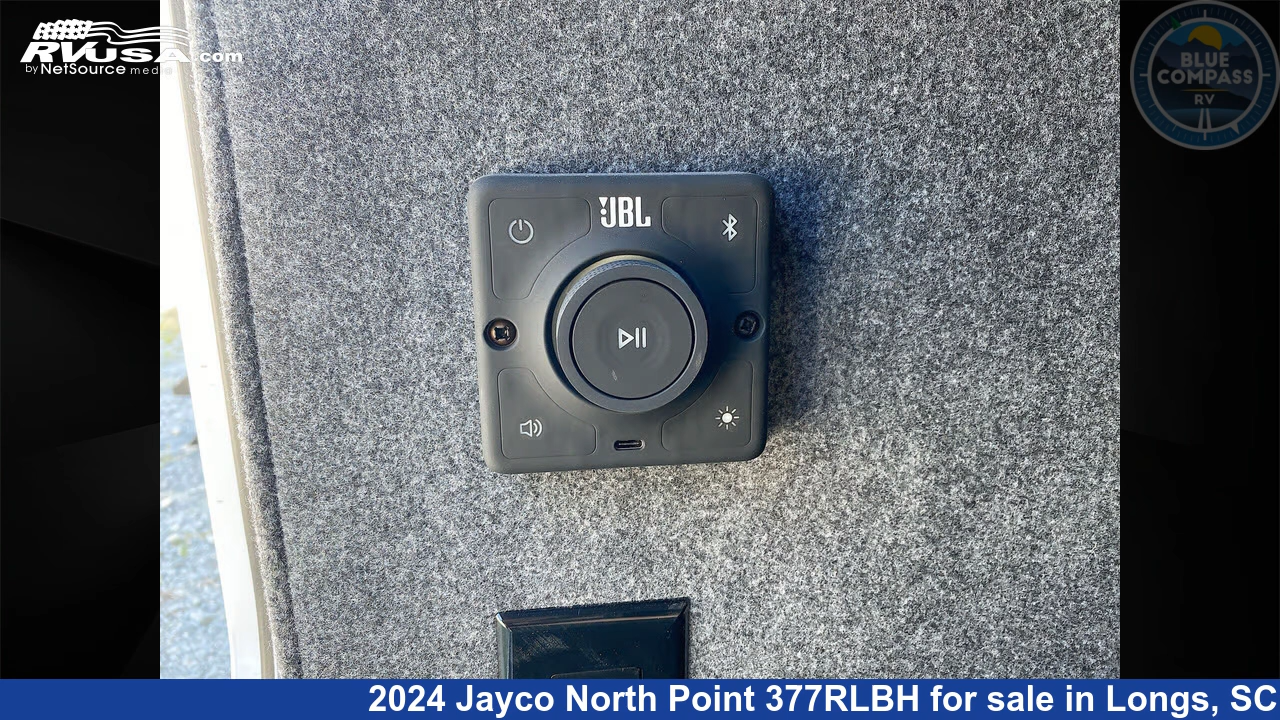 RVUSA.com
by NetSource media
BLUE
COMPASS
RV
JBL
2024 Jayco North Point 377RLBH for sale in Longs, SC